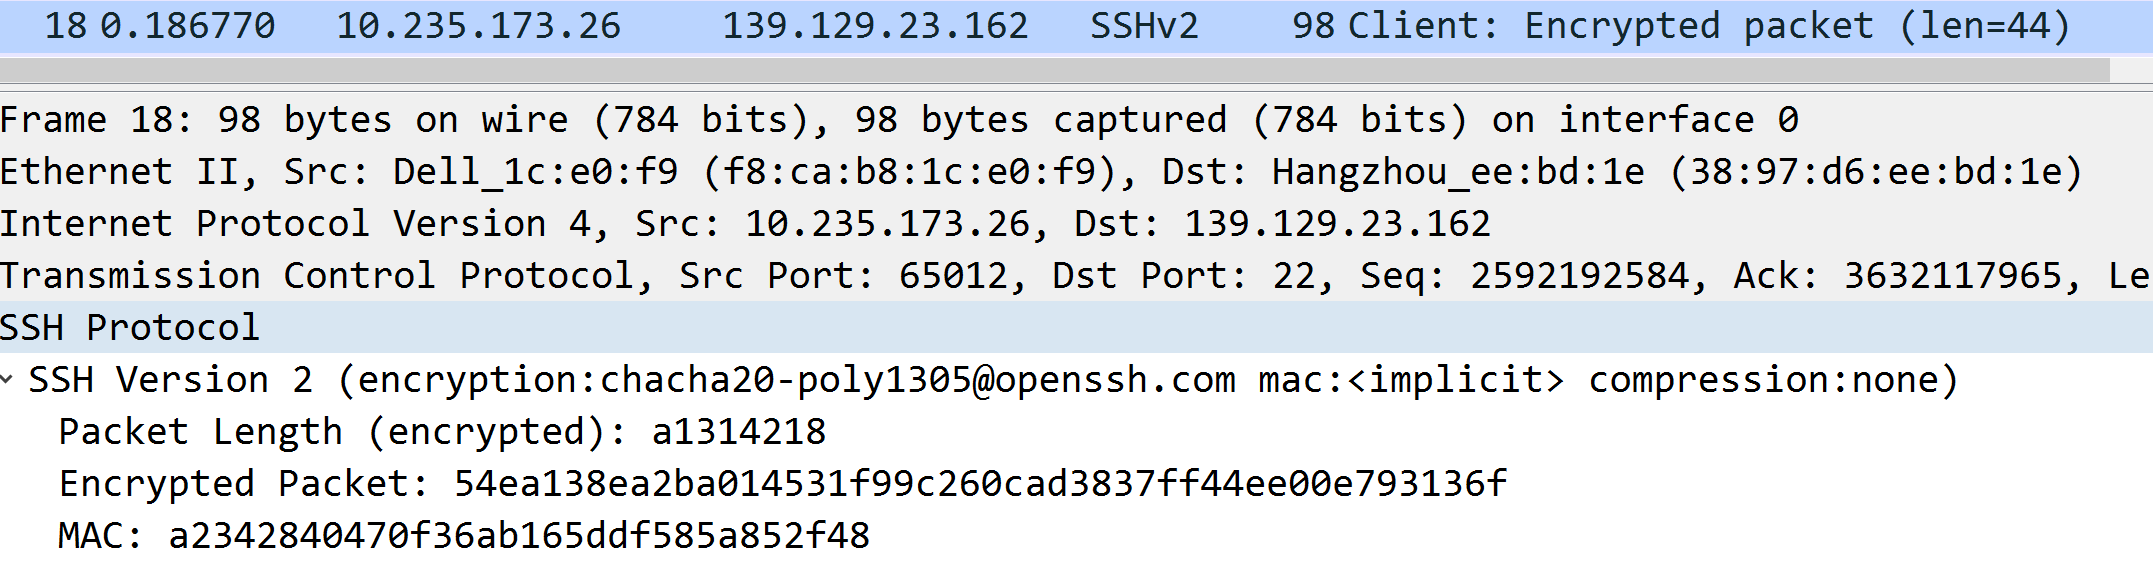 18 0.186770 10.235.173.26 139.129.23.162 SSHv2 98 Client: Encrypted packet (len=44)
Frame 18: 98 bytes on wire (784 bits), 98 bytes captured (784 bits) on interface 0
Ethernet II, Src: Dell_1c:e0:f9 (f8:ca:b8:1c:e0:f9), Dst: Hangzhou_ee:bd:1e (38:97:d6:ee:bd:1e)
Internet Protocol Version 4, Src: 10.235.173.26, Dst: 139.129.23.162
Transmission Control Protocol, Src Port: 65012, Dst Port: 22, Seq: 2592192584, Ack: 3632117965, Le
SSH Protocol
SSH Version 2 (encryption:chacha20-poly1305@openssh.com mac:<implicit> compression:none)
Packet Length (encrypted): a1314218
Encrypted Packet: 54ea138ea2ba014531f99c260cad3837ff44ee00e793136f
MAC: a2342840470f36ab165ddf585a852f48